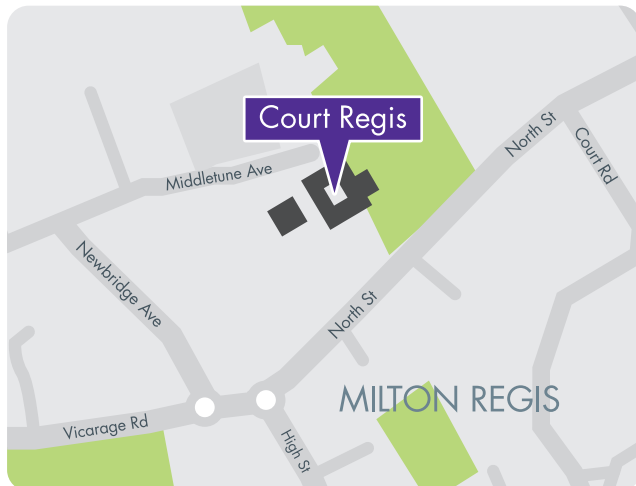 Court Regis
North St
Court Rd
Middletune Ave
Newbridge Ave
North St
MILTON REGIS
Vicarage Rd
High St